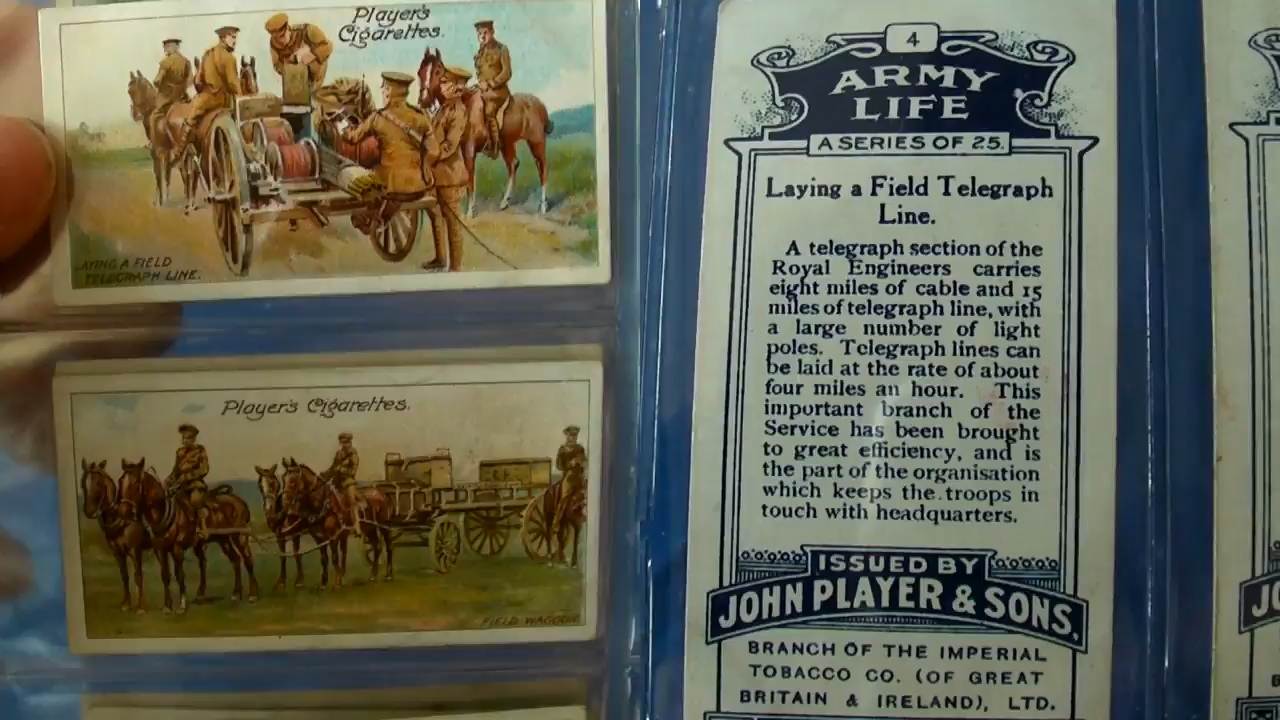 Player's
Cigarettes.
LAYING A FIELD
TELEGRAPH LINE.
Player's Cigarettes.
FIELD WAGGON
4
ARMY
LIFE
A SERIES OF 25.
Laying a Field Telegraph
Line.
A telegraph section of the
Royal Engineers carries
eight miles of cable and 15
miles of telegraph line, with
a large number of light
poles. Telegraph lines can
be laid at the rate of about
four miles an hour. This
important branch of the
Service has been brought
to great efficiency, and is
the part of the organisation
which keeps the troops in
touch with headquarters.
ISSUED BY
JOHN PLAYER & SONS,
BRANCH OF THE IMPERIAL
TOBACCO CO. (OF GREAT
BRITAIN & IRELAND), LTD.